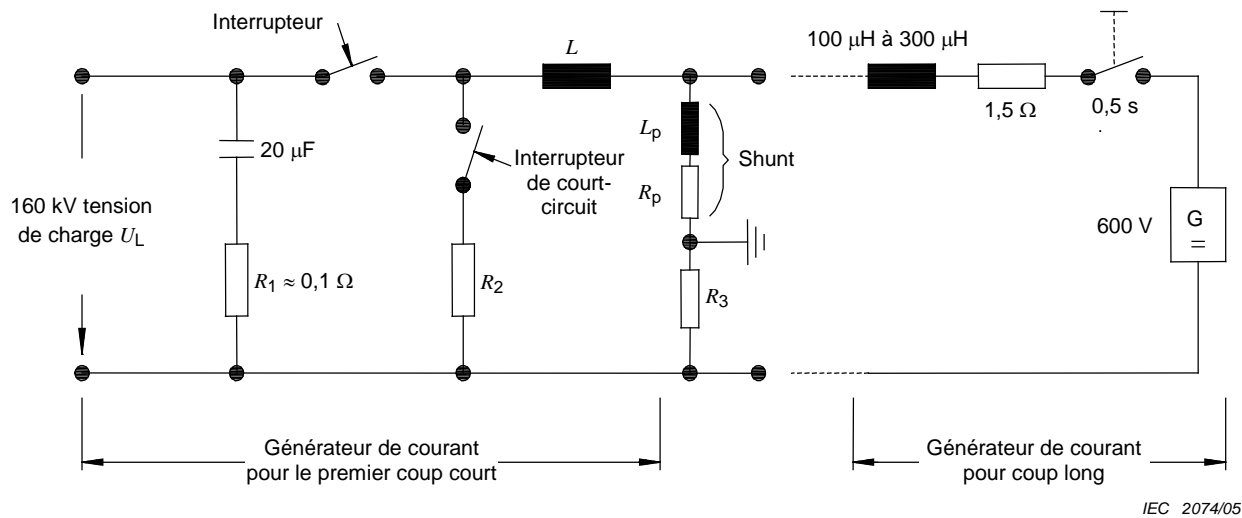 Interrupteur
L
100 μH à 300 μH
1,5 Ω
0,5 s
20 μF
Interrupteur
de court-
circuit
Lp
Rp
Shunt
160 kV tension
de charge UL
R1 ≈ 0,1 Ω
R2
R3
600 V
G
=
Générateur de courant
pour le premier coup court
Générateur de courant
pour coup long
IEC 2074/05